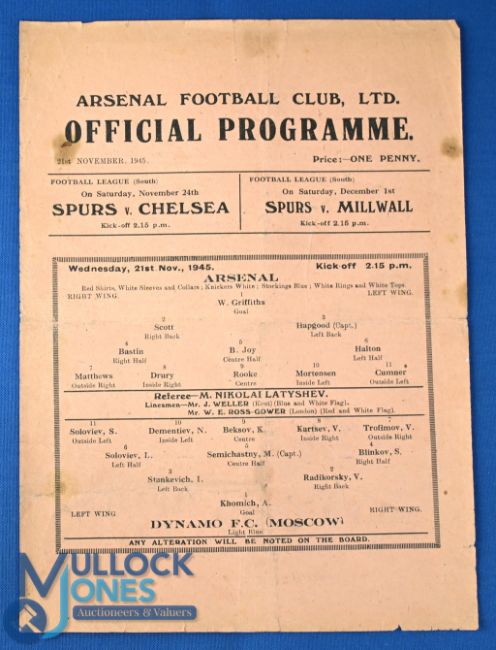 ARSENAL FOOTBALL CLUB, LTD.
OFFICIAL PROGRAMME.
21st NOVEMBER, 1945. Price:—ONE PENNY.
FOOTBALL LEAGUE (South)
On Saturday, November 24th
SPURS v. CHELSEA
Kick-off 2.15 p.m.
FOOTBALL LEAGUE (South)
On Saturday, December 1st
SPURS v. MILLWALL
Kick-off 2.15 p.m.
Wednesday, 21st Nov., 1945. Kick-off 2.15 p.m.
ARSENAL
Red Shirts, White Sleeves and Collars; Knickers White; Stockings Blue; White Rings and White Tops.
RIGHT WING. 1 LEFT WING.
W. Griffiths
Goal
2 3
Scott Hapgood (Capt.)
Right Back Left Back
4 5 6
Bastin B. Joy Halton
Right Half Centre Half Left Half
7 8 9 10 11
Matthews Drury Rooke Mortensen Cumner
Outside Right Inside Right Centre Inside Left Outside Left
Referee—M. NIKOLAI LATYSHEV.
Linesmen—Mr. J. WELLER (Kent) (Blue and White Flag).
Mr. W. E. ROSS-GOWER (London) (Red and White Flag).
11 10 9 8 7
Soloviev, S. Dementiev, N. Beksov, K. Kartsev, V. Trofimov, V.
Outside Left Inside Left Centre Inside Right Outside Right
6 5 4
Soloviev, L. Semichastny, M. (Capt.) Blinkov, S.
Left Half Centre Half Right Half
3 2
Stankevich, I. Radikorsky, V.
Left Back Right Back
1
Khomich, A.
LEFT WING Goal RIGHT WING.
DYNAMO F.C. (MOSCOW)
Light Blue
ANY ALTERATION WILL BE NOTED ON THE BOARD.
MULLOCK
JONES
Auctioneers & Valuers